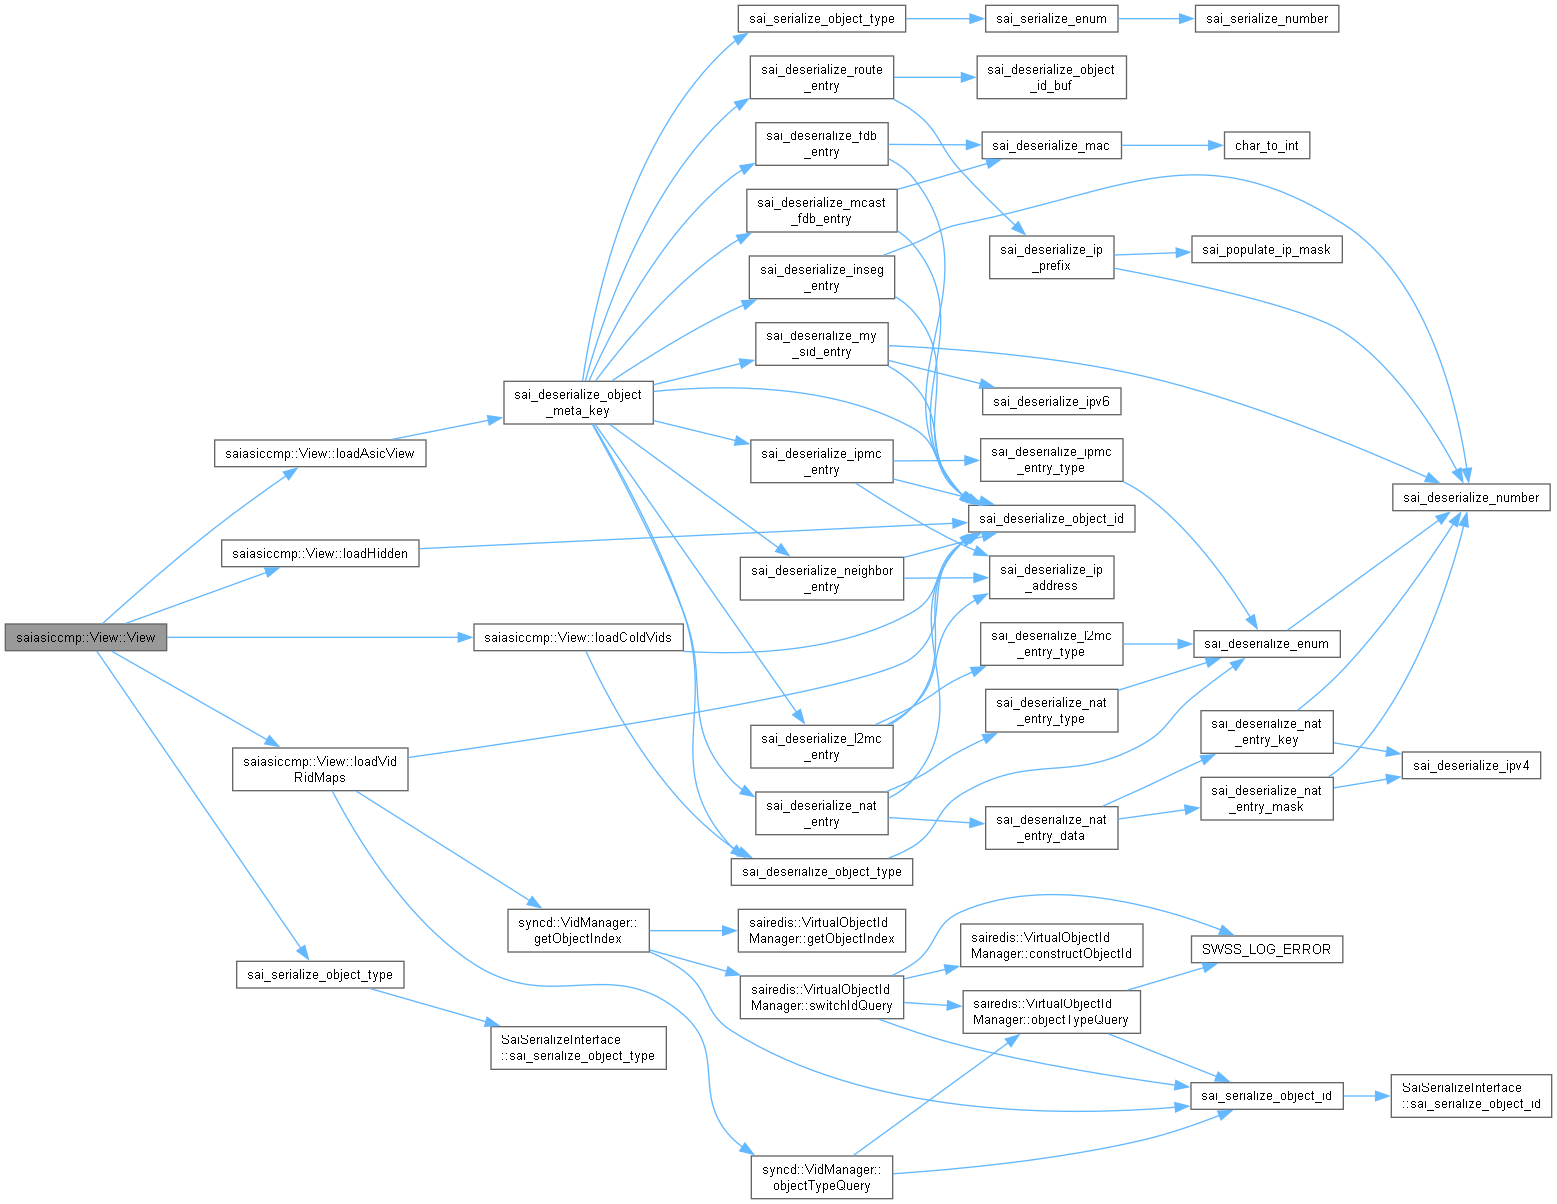 saiasiccmp::View::View
saiasiccmp::View::loadAsicView
saiasiccmp::View::loadHidden
saiasiccmp::View::loadColdVids
saiasiccmp::View::loadVid
RidMaps
sai_serialize_object_type
SaiSerializeInterface
::sai_serialize_object_type
sai_deserialize_object
_meta_key
syncd::VidManager::
getObjectIndex
sai_serialize_object_type
sai_deserialize_route
_entry
sai_deserialize_fdb
_entry
sai_deserialize_mcast
_fdb_entry
sai_deserialize_inseg
_entry
sai_deserialize_my
_sid_entry
sai_deserialize_ipmc
_entry
sai_deserialize_neighbor
_entry
sai_deserialize_l2mc
_entry
sai_deserialize_nat
_entry
sai_deserialize_object_type
sairedis::VirtualObjectId
Manager::getObjectIndex
sairedis::VirtualObjectId
Manager::switchIdQuery
syncd::VidManager::
objectTypeQuery
sai_serialize_enum
sai_deserialize_object
_id_buf
sai_deserialize_mac
sai_deserialize_ip
_prefix
sai_deserialize_ipv6
sai_deserialize_ipmc
_entry_type
sai_deserialize_object_id
sai_deserialize_ip
_address
sai_deserialize_l2mc
_entry_type
sai_deserialize_nat
_entry_type
sai_deserialize_nat
_entry_data
sairedis::VirtualObjectId
Manager::constructObjectId
sairedis::VirtualObjectId
Manager::objectTypeQuery
sai_serialize_number
char_to_int
sai_populate_ip_mask
sai_deserialize_enum
sai_deserialize_nat
_entry_key
sai_deserialize_nat
_entry_mask
SWSS_LOG_ERROR
sai_serialize_object_id
sai_deserialize_number
sai_deserialize_ipv4
SaiSerializeInterface
::sai_serialize_object_id